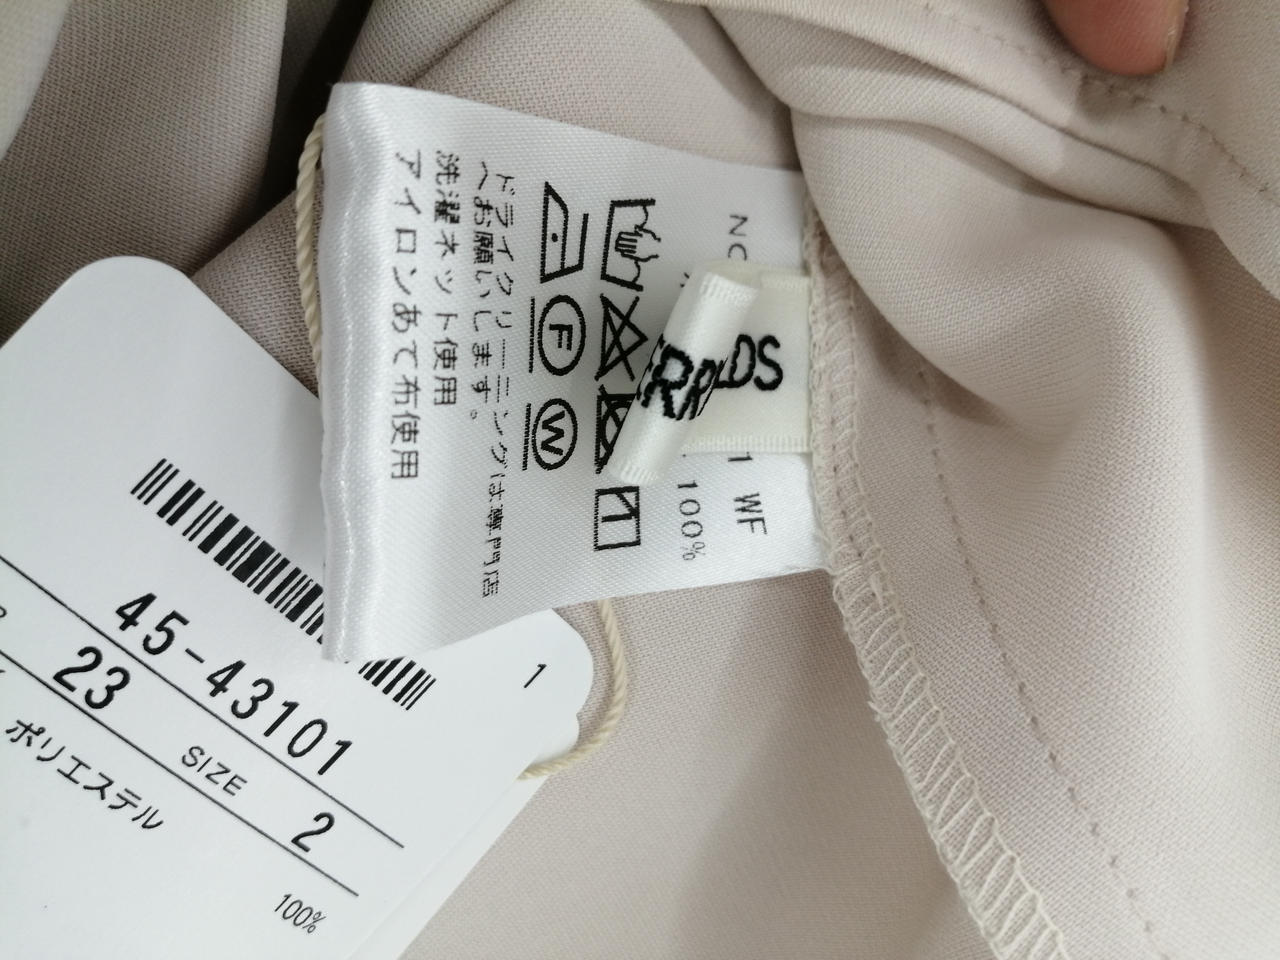 NC
1 WF
100%
LDS
F
W
ドライクリーニングは専門店
へお願いします。
洗濯ネット使用
アイロンあて布使用
1
45-43101
23
SIZE
2
ポリエステル
100%